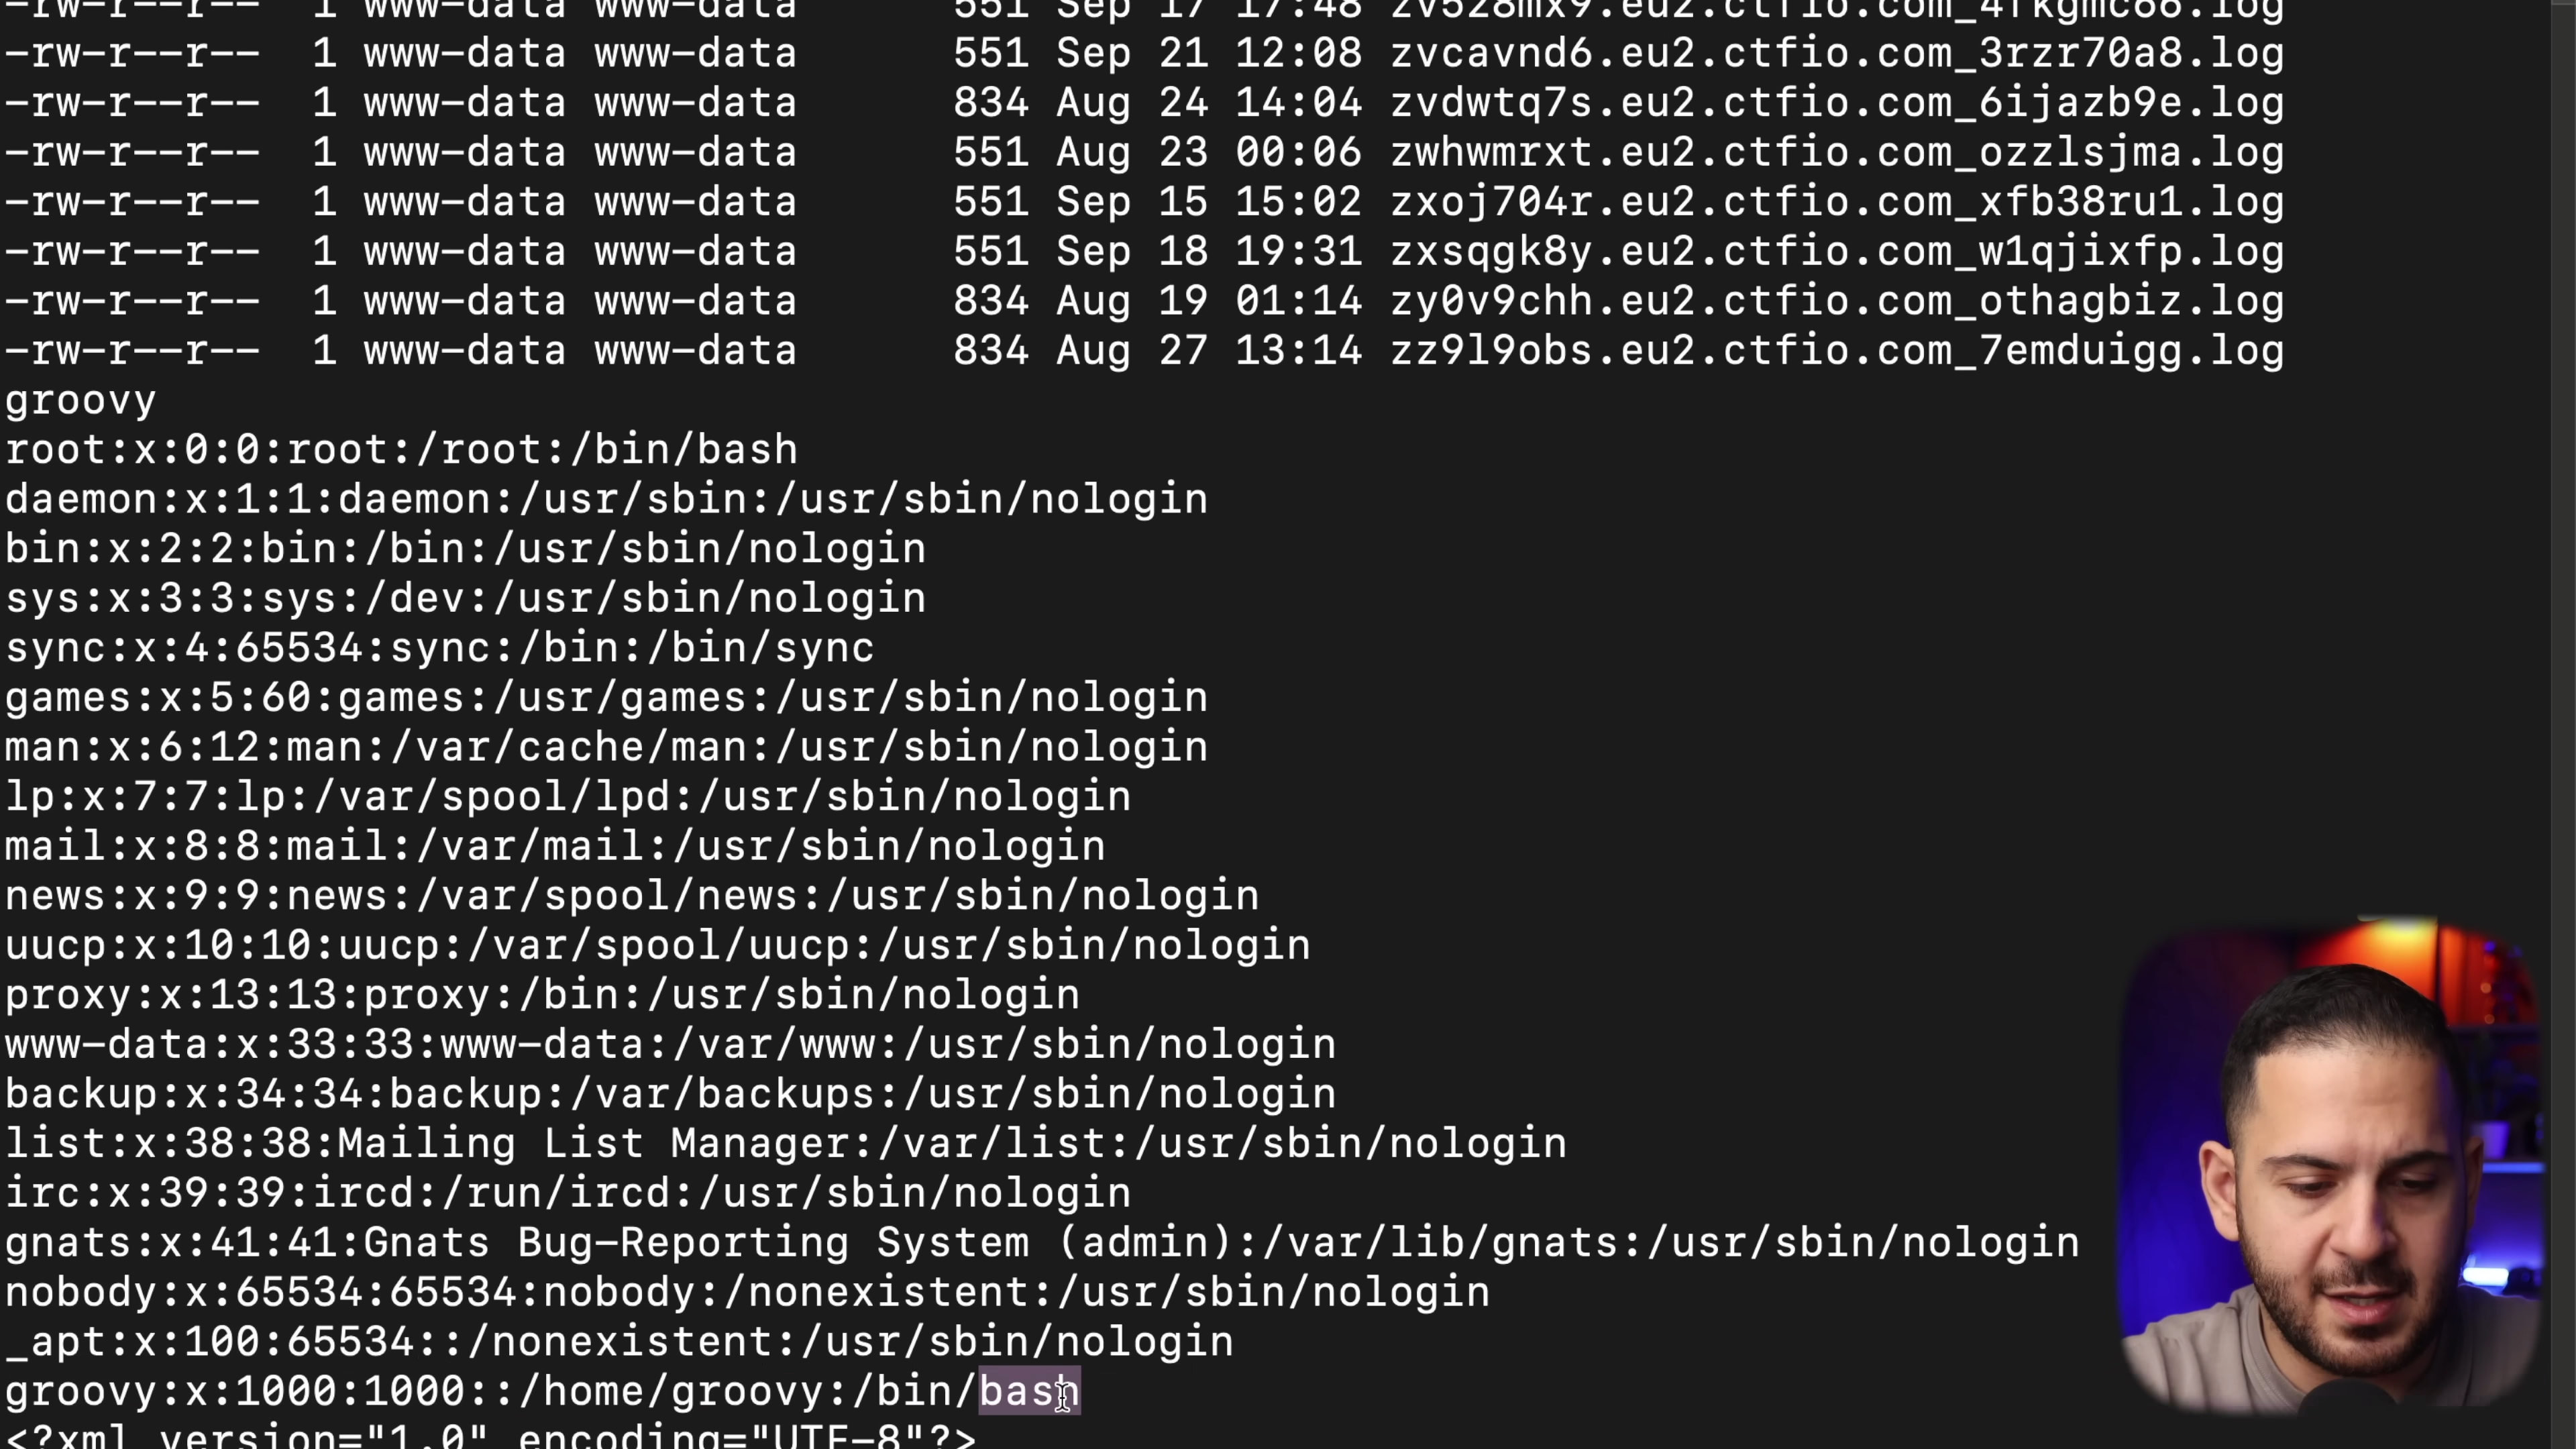 -rw-r--r--  1 www-data www-data      551 Sep 17 17:48 zv528mx9.eu2.ctfio.com_4fkgmc66.log
-rw-r--r--  1 www-data www-data      551 Sep 21 12:08 zvcavnd6.eu2.ctfio.com_3rzr70a8.log
-rw-r--r--  1 www-data www-data      834 Aug 24 14:04 zvdwtq7s.eu2.ctfio.com_6ijazb9e.log
-rw-r--r--  1 www-data www-data      551 Aug 23 00:06 zwhwmrxt.eu2.ctfio.com_ozzlsjma.log
-rw-r--r--  1 www-data www-data      551 Sep 15 15:02 zxoj704r.eu2.ctfio.com_xfb38ru1.log
-rw-r--r--  1 www-data www-data      551 Sep 18 19:31 zxsqgk8y.eu2.ctfio.com_w1qjixfp.log
-rw-r--r--  1 www-data www-data      834 Aug 19 01:14 zy0v9chh.eu2.ctfio.com_othagbiz.log
-rw-r--r--  1 www-data www-data      834 Aug 27 13:14 zz9l9obs.eu2.ctfio.com_7emduigg.log
groovy
root:x:0:0:root:/root:/bin/bash
daemon:x:1:1:daemon:/usr/sbin:/usr/sbin/nologin
bin:x:2:2:bin:/bin:/usr/sbin/nologin
sys:x:3:3:sys:/dev:/usr/sbin/nologin
sync:x:4:65534:sync:/bin:/bin/sync
games:x:5:60:games:/usr/games:/usr/sbin/nologin
man:x:6:12:man:/var/cache/man:/usr/sbin/nologin
lp:x:7:7:lp:/var/spool/lpd:/usr/sbin/nologin
mail:x:8:8:mail:/var/mail:/usr/sbin/nologin
news:x:9:9:news:/var/spool/news:/usr/sbin/nologin
uucp:x:10:10:uucp:/var/spool/uucp:/usr/sbin/nologin
proxy:x:13:13:proxy:/bin:/usr/sbin/nologin
www-data:x:33:33:www-data:/var/www:/usr/sbin/nologin
backup:x:34:34:backup:/var/backups:/usr/sbin/nologin
list:x:38:38:Mailing List Manager:/var/list:/usr/sbin/nologin
irc:x:39:39:ircd:/run/ircd:/usr/sbin/nologin
gnats:x:41:41:Gnats Bug-Reporting System (admin):/var/lib/gnats:/usr/sbin/nologin
nobody:x:65534:65534:nobody:/nonexistent:/usr/sbin/nologin
_apt:x:100:65534::/nonexistent:/usr/sbin/nologin
groovy:x:1000:1000::/home/groovy:/bin/bash
<?xml version="1.0" encoding="UTF-8"?>